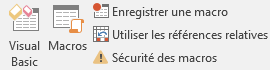 Visual
Basic
Macros
Enregistrer une macro
Utiliser les références relatives
Sécurité des macros